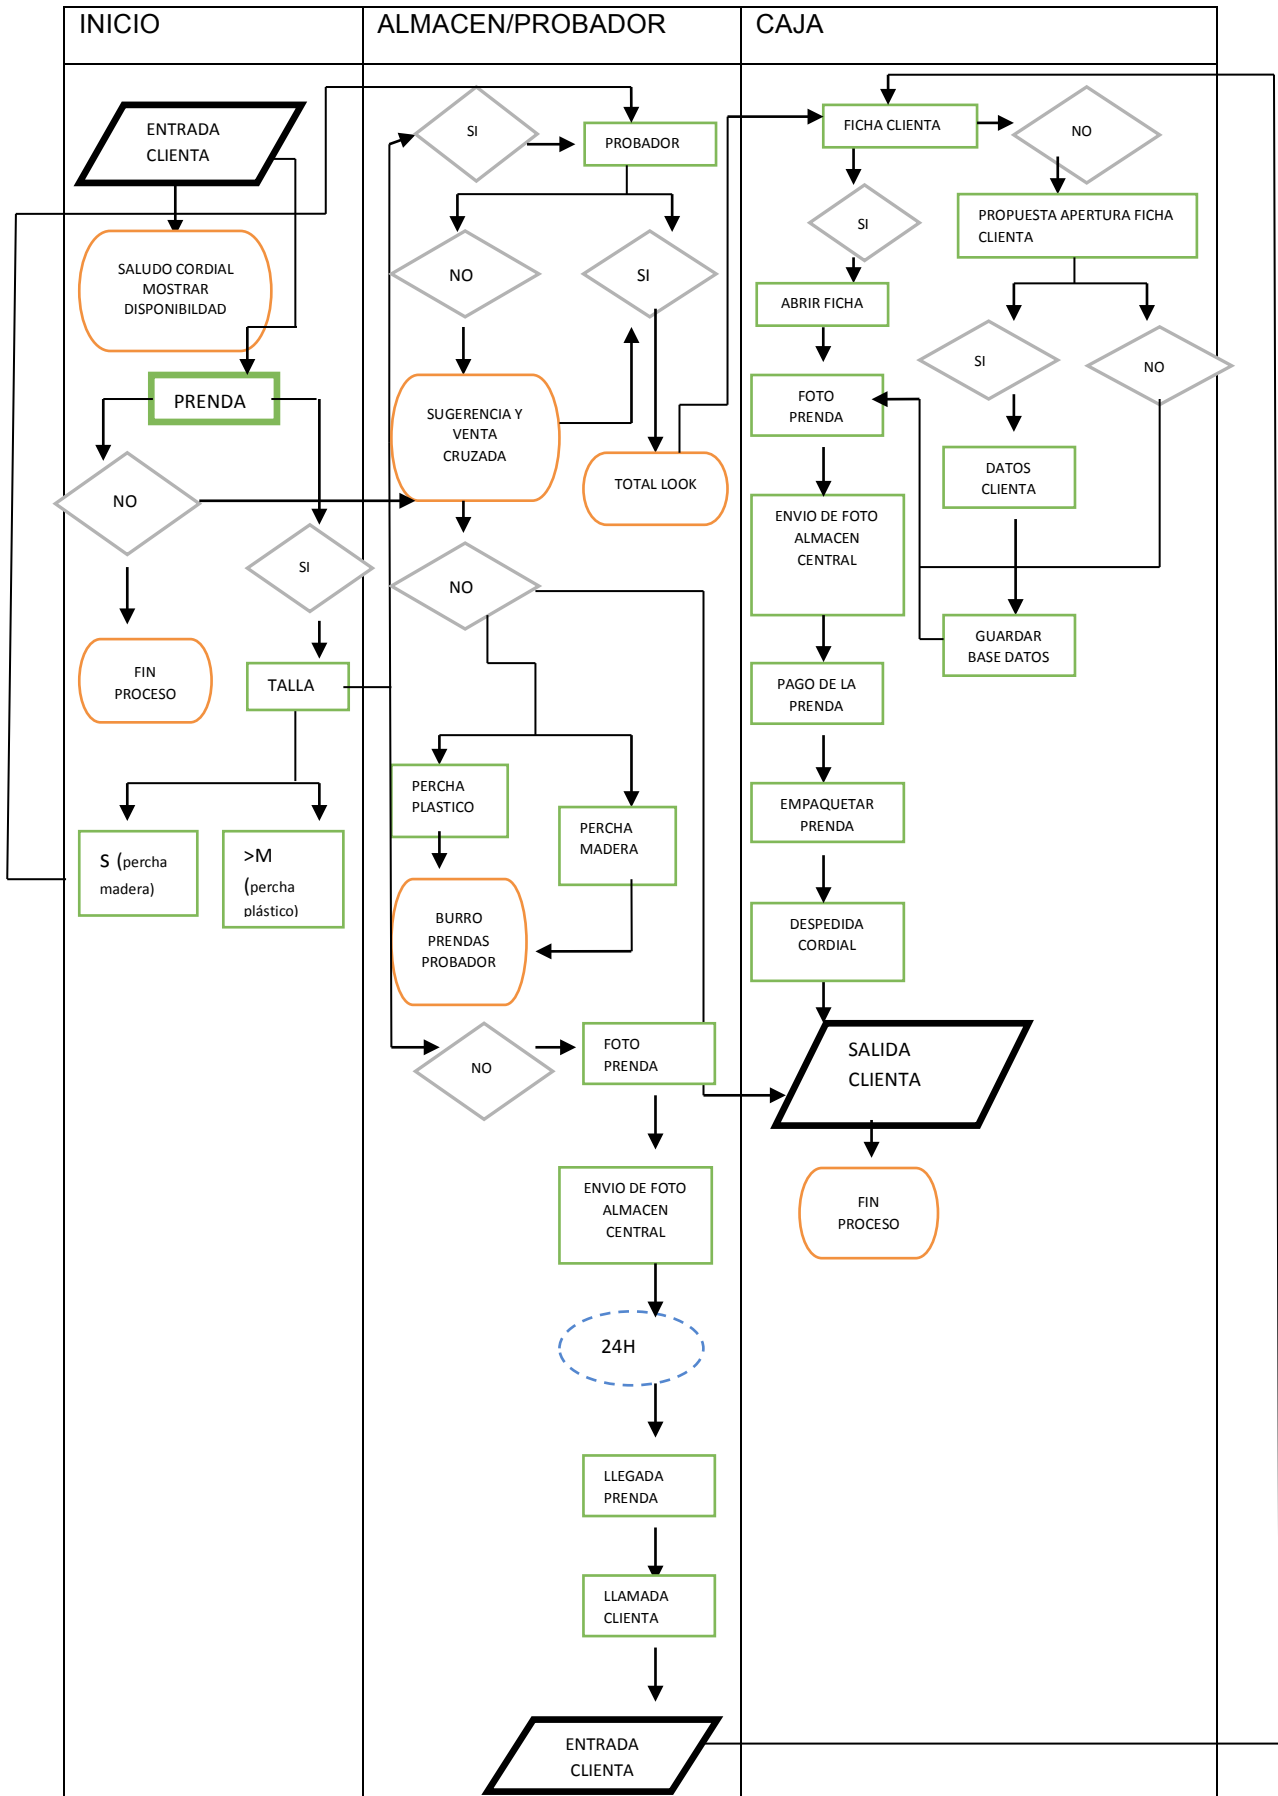 INICIO
ALMACEN/PROBADOR
CAJA
ENTRADA
CLIENTA
SALUDO CORDIAL
MOSTRAR
DISPONIBILDAD
PRENDA
NO
SI
FIN
PROCESO
TALLA
S (percha
madera)
>M
(percha
plástico)
SI
PROBADOR
NO
SI
SUGERENCIA Y
VENTA
CRUZADA
TOTAL LOOK
NO
PERCHA
PLASTICO
PERCHA
MADERA
BURRO
PRENDAS
PROBADOR
NO
FOTO
PRENDA
ENVIO DE FOTO
ALMACEN
CENTRAL
24H
LLEGADA
PRENDA
LLAMADA
CLIENTA
ENTRADA
CLIENTA
FICHA CLIENTA
NO
SI
PROPUESTA APERTURA FICHA
CLIENTA
ABRIR FICHA
SI
NO
FOTO
PRENDA
DATOS
CLIENTA
ENVIO DE FOTO
ALMACEN
CENTRAL
GUARDAR
BASE DATOS
PAGO DE LA
PRENDA
EMPAQUETAR
PRENDA
DESPEDIDA
CORDIAL
SALIDA
CLIENTA
FIN
PROCESO